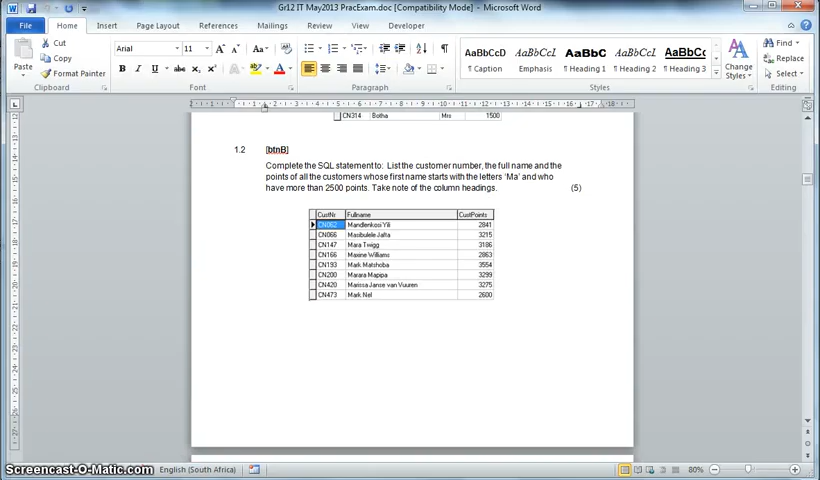 Gr12 IT May2013 PracExam.doc [Compatibility Mode] - Microsoft Word
File Home Insert Page Layout References Mailings Review View Developer
Cut
Copy
Format Painter
Paste
Clipboard
Arial 11
Font
Paragraph
AaBbCcD AaBbCcI AaBbC AaBbCcI AaBbCc
¶ Caption Emphasis ¶ Heading 1 ¶ Heading 2 ¶ Heading 3
Change Styles
Styles
Find
Replace
Select
Editing
CN314 Botha Mrs 1500
1.2 [btnB]
Complete the SQL statement to: List the customer number, the full name and the
points of all the customers whose first name starts with the letters ‘Ma’ and who
have more than 2500 points. Take note of the column headings. (5)
CustNr Fullname CustPoints
CN062 Mandlenkosi Yili 2841
CN066 Masibulele Jafta 3215
CN147 Mara Twigg 3186
CN166 Maxine Williams 2863
CN193 Mark Matshoba 3554
CN200 Marara Mapipa 3299
CN420 Marissa Janse van Vuuren 3275
CN473 Mark Nel 2600
Screencast-O-Matic.com English (South Africa) 80%